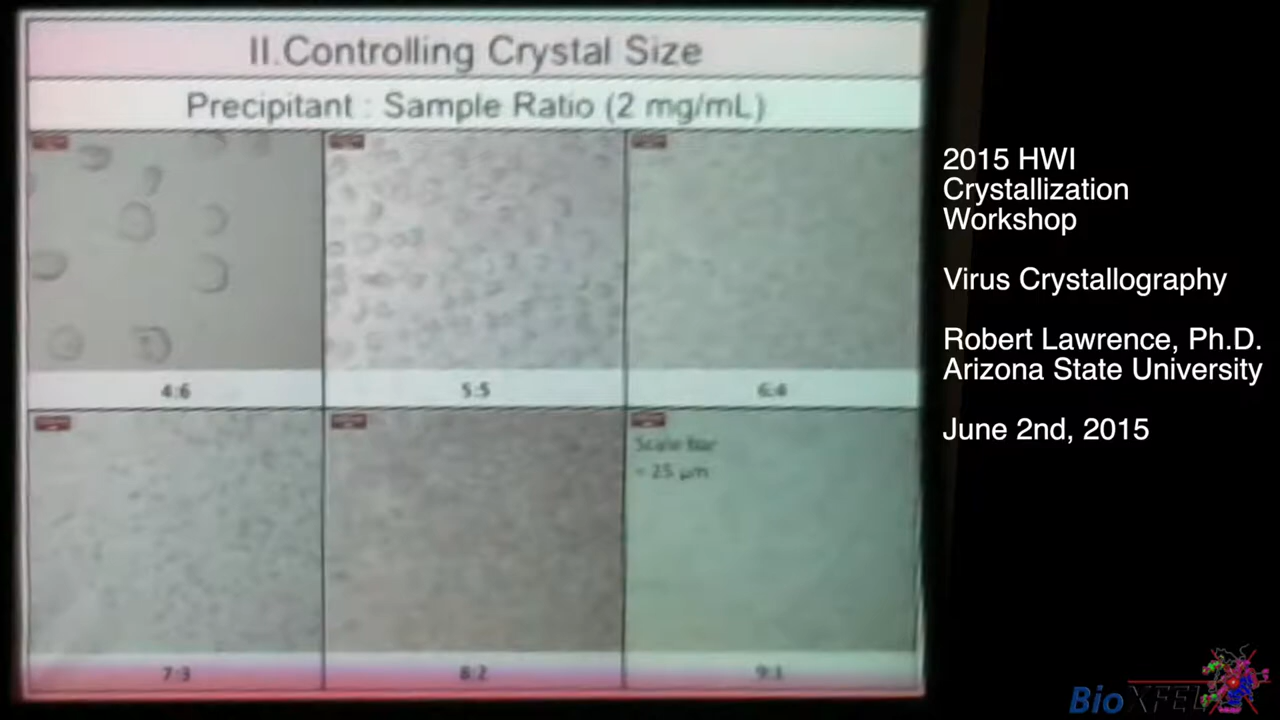 II.Controlling Crystal Size
Precipitant : Sample Ratio (2 mg/mL)
4:6
5:5
6:4
Scale bar
= 25 µm
7:3
8:2
9:1
2015 HWI
Crystallization
Workshop
Virus Crystallography
Robert Lawrence, Ph.D.
Arizona State University
June 2nd, 2015
BioXFEL